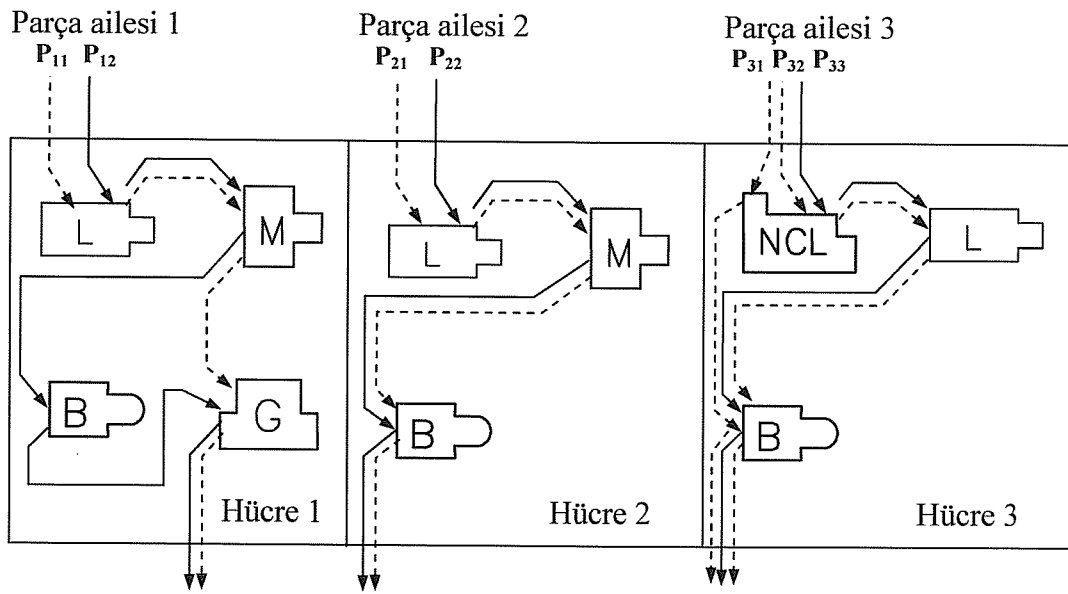 Parça ailesi 1
P11 P12
Parça ailesi 2
P21 P22
Parça ailesi 3
P31 P32 P33
L
M
B
G
Hücre 1
L
M
B
Hücre 2
NCL
L
B
Hücre 3